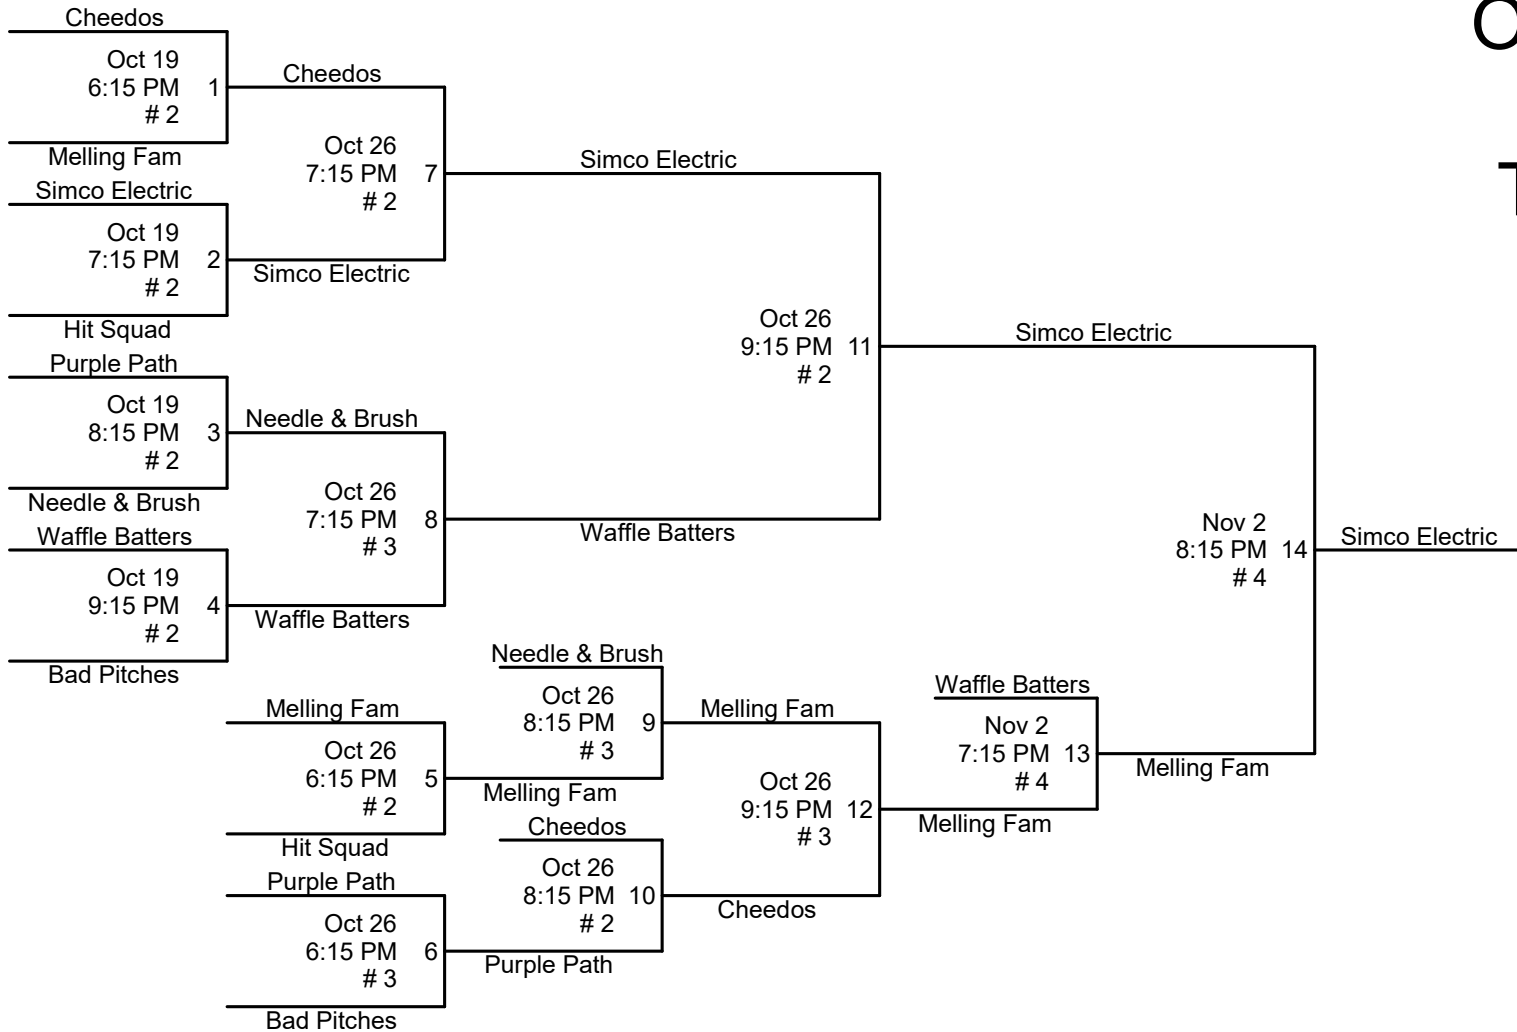 Cheedos
Oct 19
6:15 PM 1
# 2
Melling Fam
Simco Electric
Oct 19
7:15 PM 2
# 2
Hit Squad
Purple Path
Oct 19
8:15 PM 3
# 2
Needle & Brush
Waffle Batters
Oct 19
9:15 PM 4
# 2
Bad Pitches
Cheedos
Oct 26
7:15 PM 7
# 2
Simco Electric
Needle & Brush
Oct 26
7:15 PM 8
# 3
Waffle Batters
Melling Fam
Oct 26
6:15 PM 5
# 2
Hit Squad
Purple Path
Oct 26
6:15 PM 6
# 3
Bad Pitches
Needle & Brush
Oct 26
8:15 PM 9
# 3
Melling Fam
Cheedos
Oct 26
8:15 PM 10
# 2
Purple Path
Simco Electric
Oct 26
9:15 PM 11
# 2
Waffle Batters
Melling Fam
Oct 26
9:15 PM 12
# 3
Cheedos
Waffle Batters
Nov 2
7:15 PM 13
# 4
Melling Fam
Simco Electric
Nov 2
8:15 PM 14
# 4
Melling Fam
Simco Electric